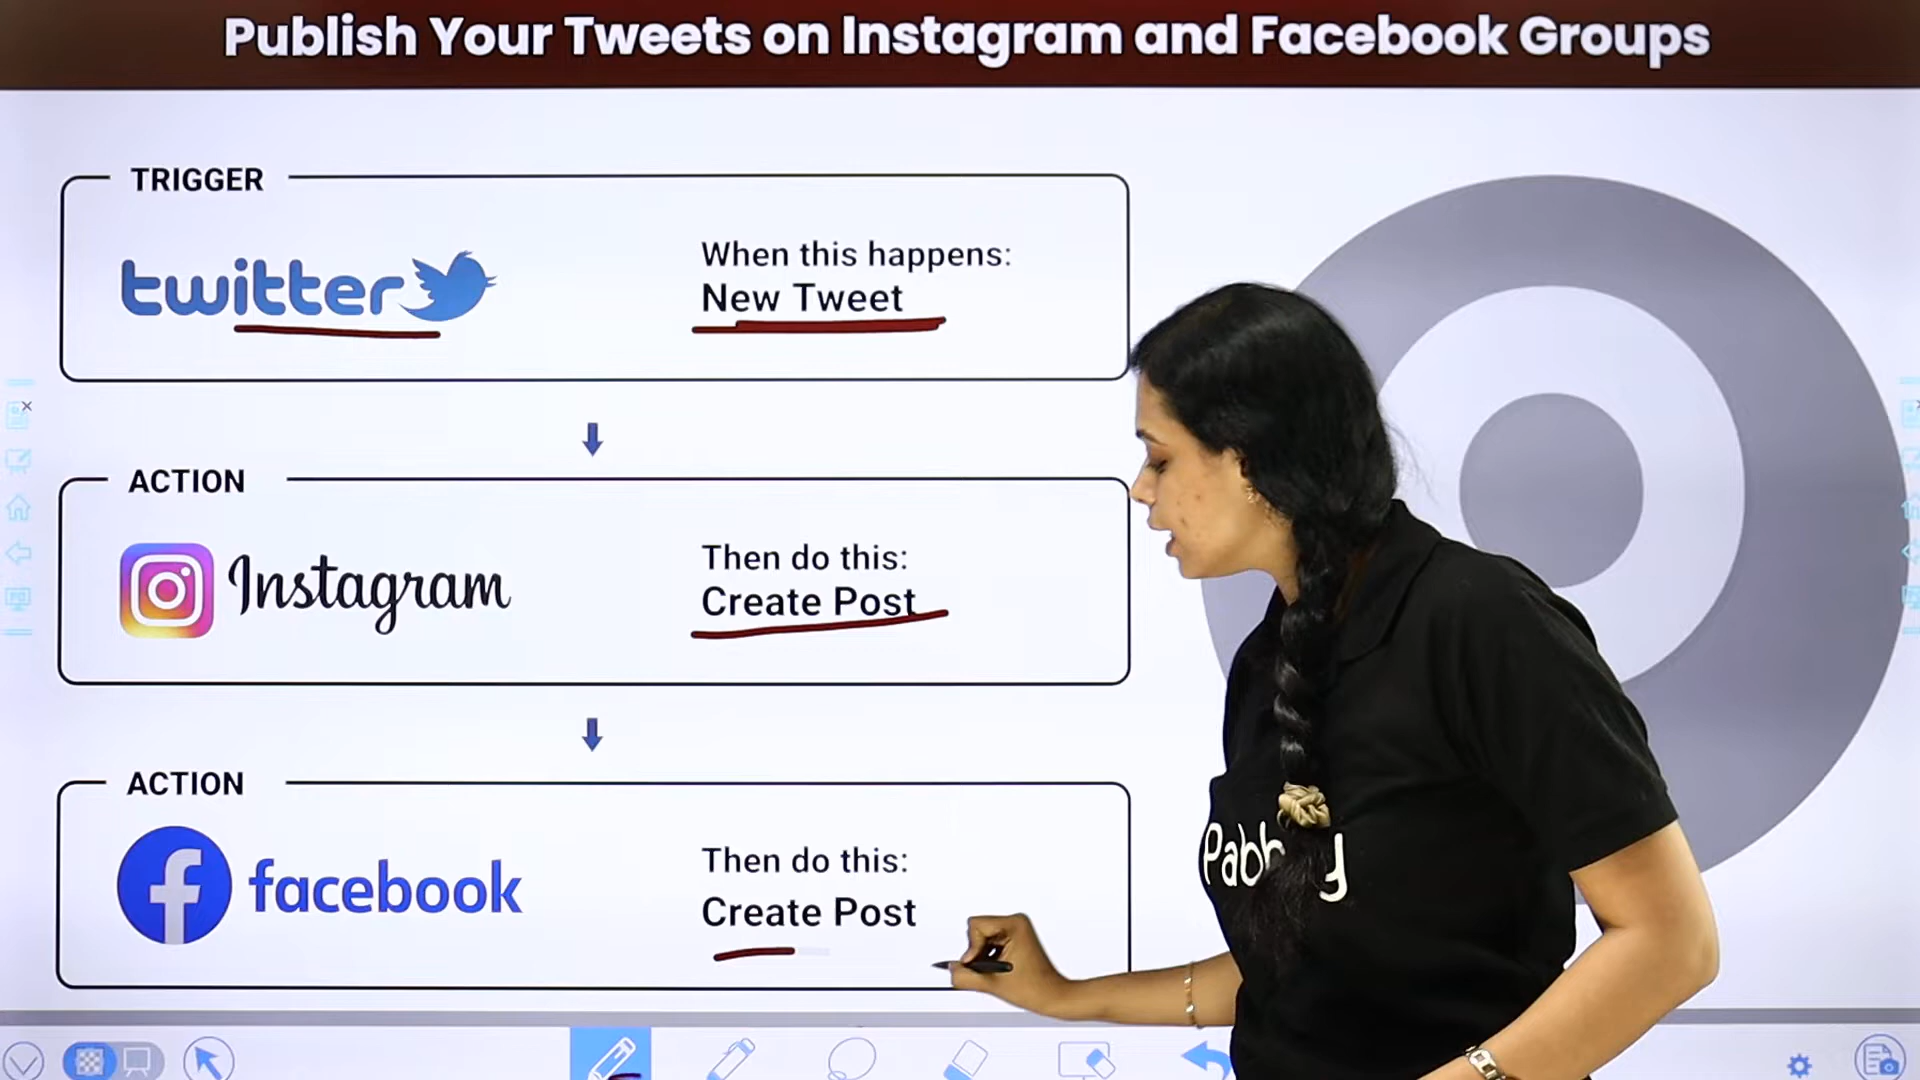 Publish Your Tweets on Instagram and Facebook Groups
TRIGGER
twitter
When this happens:
New Tweet
ACTION
Instagram
Then do this:
Create Post
ACTION
facebook
Then do this:
Create Post